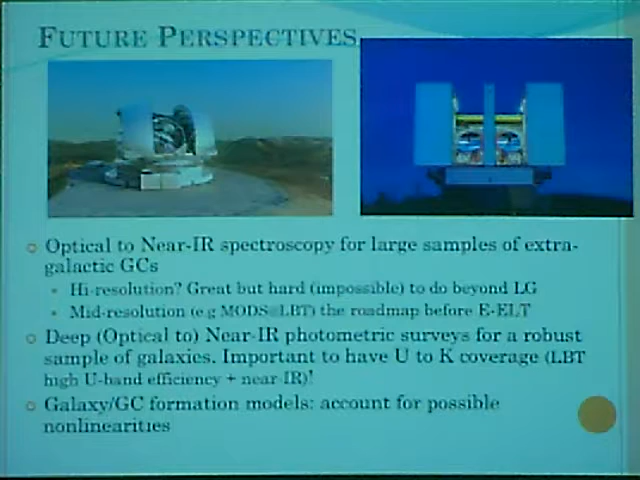 FUTURE PERSPECTIVES
Optical to Near-IR spectroscopy for large samples of extra-
galactic GCs
Hi-resolution? Great but hard (impossible) to do beyond LG
Mid-resolution (e.g MODS@LBT) the roadmap before E-ELT
Deep (Optical to) Near-IR photometric surveys for a robust
sample of galaxies. Important to have U to K coverage (LBT
high U-band efficiency + near-IR)!
Galaxy/GC formation models: account for possible
nonlinearities